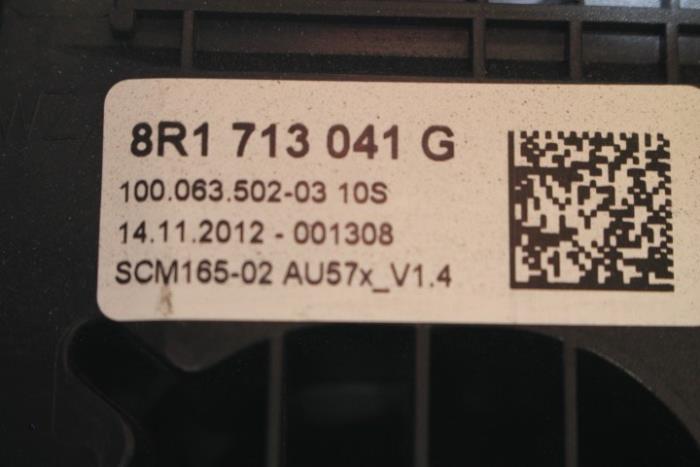 8R1 713 041 G
100.063.502-03 10S
14.11.2012 - 001308
SCM165-02 AU57x_V1.4